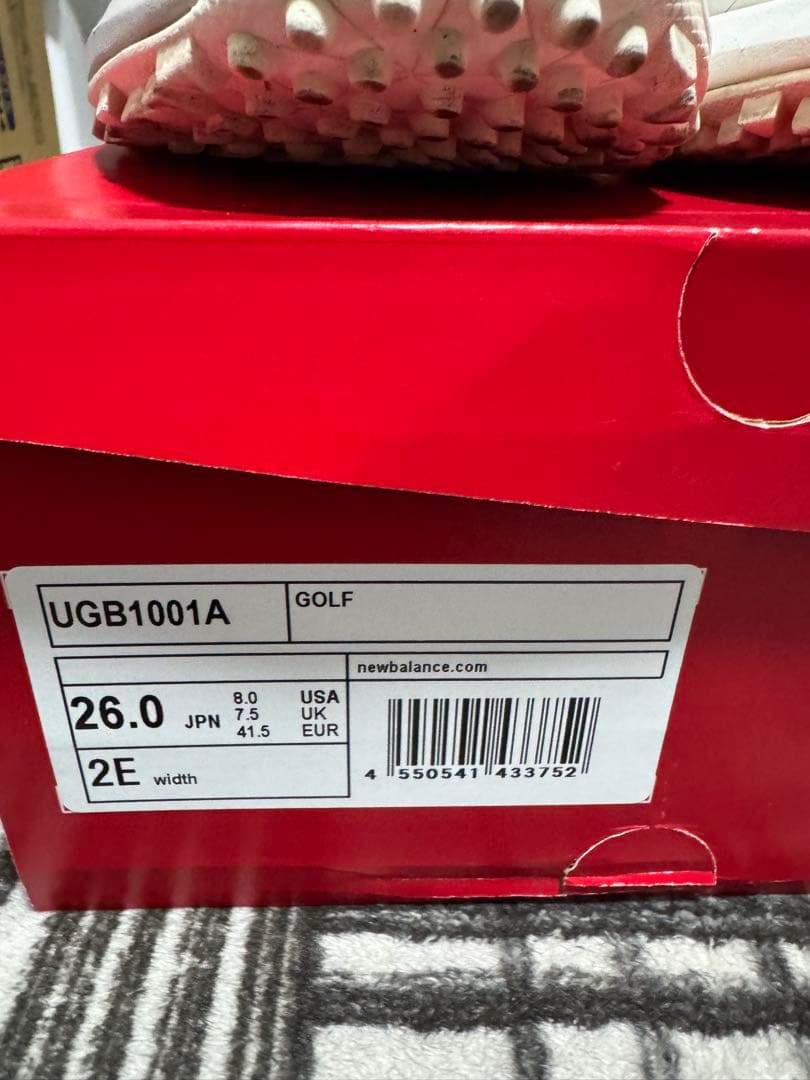 UGB1001A
GOLF
newbalance.com
26.0 JPN
8.0 USA
7.5 UK
41.5 EUR
2E width
4 550541 433752